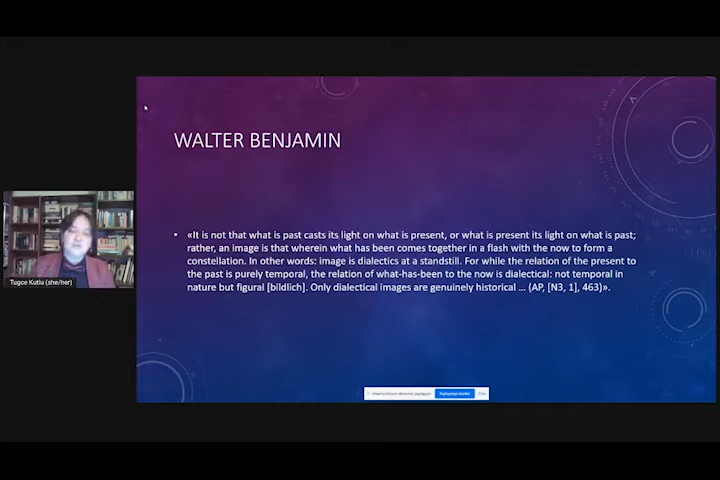 WALTER BENJAMIN
• «It is not that what is past casts its light on what is present, or what is present its light on what is past;
rather, an image is that wherein what has been comes together in a flash with the now to form a
constellation. In other words: image is dialectics at a standstill. For while the relation of the present to
the past is purely temporal, the relation of what-has-been to the now is dialectical: not temporal in
nature but figural [bildlich]. Only dialectical images are genuinely historical ... (AP, [N3, 1], 463)».
Tugce Kutlu (she/her)